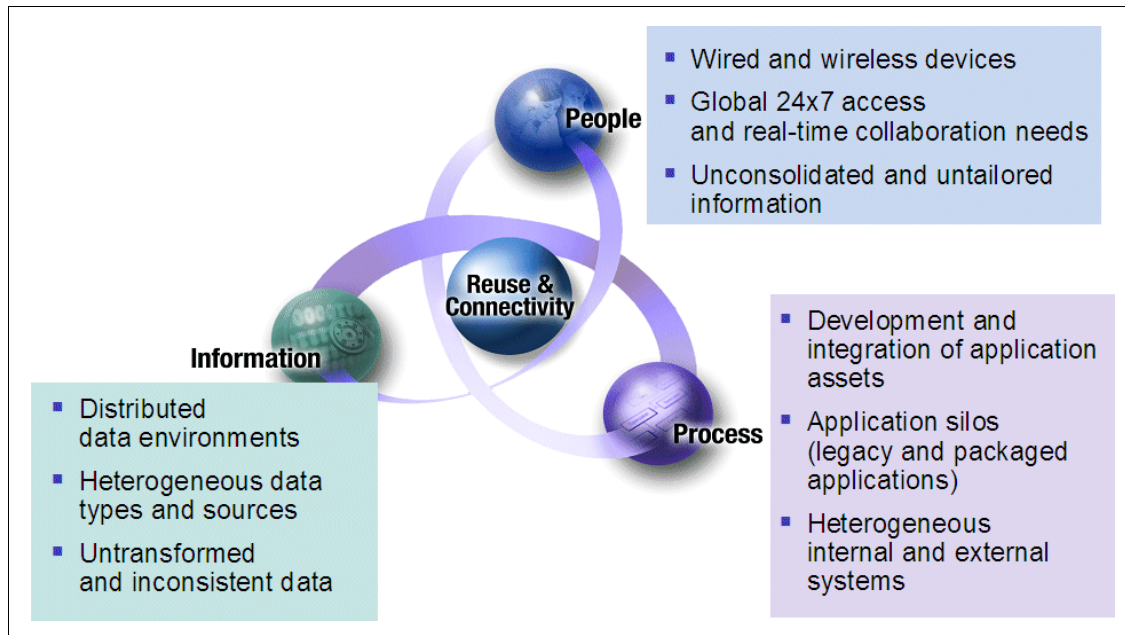 People
▪ Wired and wireless devices
▪ Global 24x7 access
and real-time collaboration needs
▪ Unconsolidated and untailored
information
Reuse &
Connectivity
Information
▪ Distributed
data environments
▪ Heterogeneous data
types and sources
▪ Untransformed
and inconsistent data
Process
▪ Development and
integration of application
assets
▪ Application silos
(legacy and packaged
applications)
▪ Heterogeneous
internal and external
systems